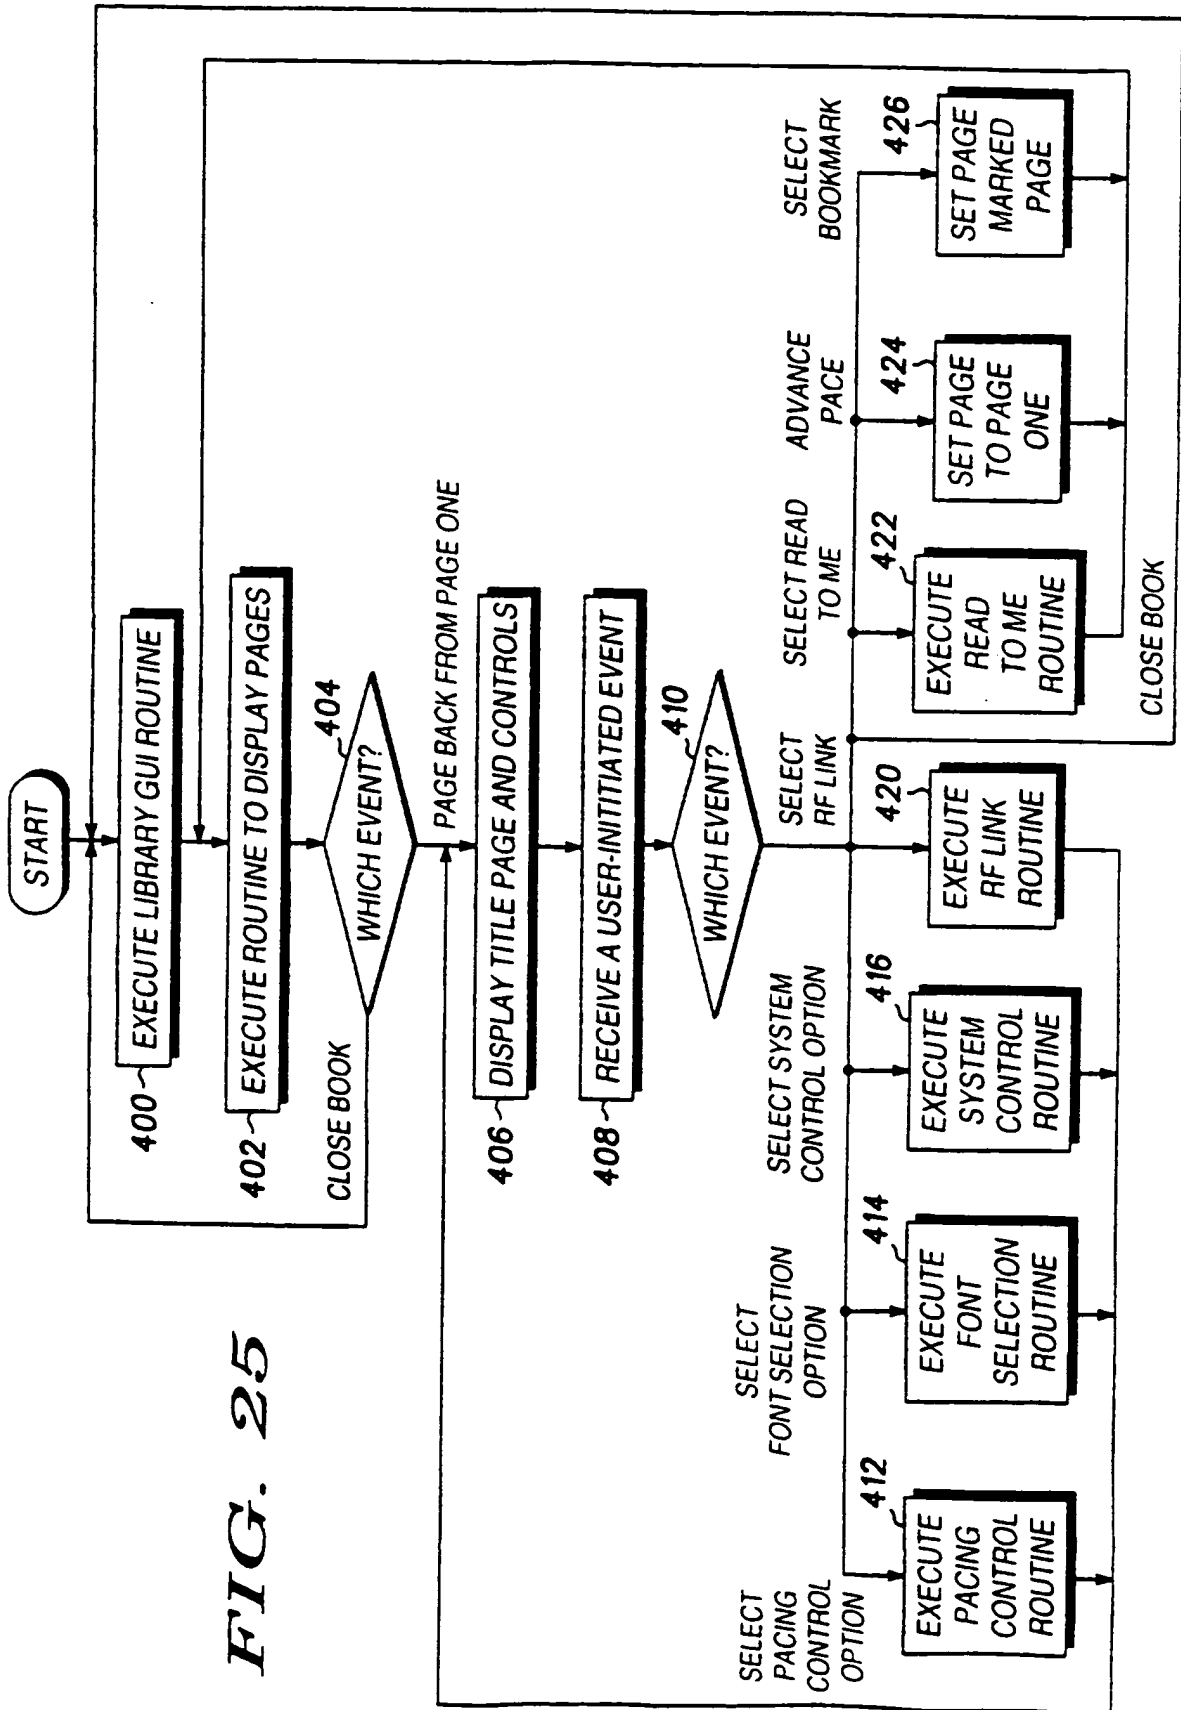 START
400
EXECUTE LIBRARY GUI ROUTINE
402
EXECUTE ROUTINE TO DISPLAY PAGES
404
WHICH EVENT?
CLOSE BOOK
PAGE BACK FROM PAGE ONE
406
DISPLAY TITLE PAGE AND CONTROLS
408
RECEIVE A USER-INITIATED EVENT
410
WHICH EVENT?
SELECT
PACING
CONTROL
OPTION
412
EXECUTE
PACING
CONTROL
ROUTINE
SELECT
FONT SELECTION
OPTION
414
EXECUTE
FONT
SELECTION
ROUTINE
SELECT SYSTEM
CONTROL OPTION
416
EXECUTE
SYSTEM
CONTROL
ROUTINE
SELECT
RF LINK
420
EXECUTE
RF LINK
ROUTINE
SELECT READ
TO ME
422
EXECUTE
READ
TO ME
ROUTINE
ADVANCE
PACE
424
SET PAGE
TO PAGE
ONE
SELECT
BOOKMARK
426
SET PAGE
MARKED
PAGE
CLOSE BOOK
FIG. 25